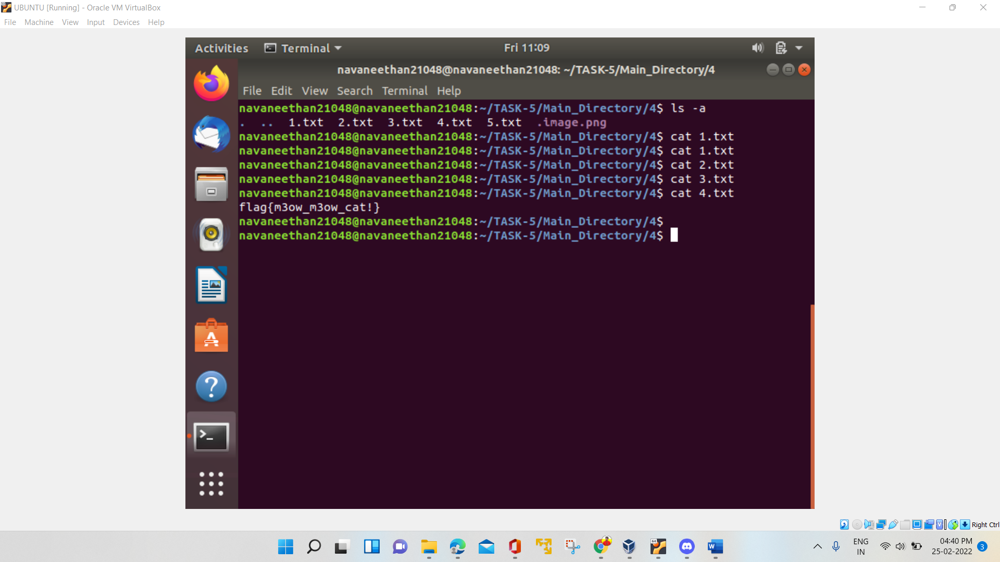 UBUNTU [Running] - Oracle VM VirtualBox
File Machine View Input Devices Help
Activities Terminal Fri 11:09
navaneethan21048@navaneethan21048: ~/TASK-5/Main_Directory/4
File Edit View Search Terminal Help
navaneethan21048@navaneethan21048:~/TASK-5/Main_Directory/4$ ls -a
. .. 1.txt 2.txt 3.txt 4.txt 5.txt .image.png
navaneethan21048@navaneethan21048:~/TASK-5/Main_Directory/4$ cat 1.txt
navaneethan21048@navaneethan21048:~/TASK-5/Main_Directory/4$ cat 1.txt
navaneethan21048@navaneethan21048:~/TASK-5/Main_Directory/4$ cat 2.txt
navaneethan21048@navaneethan21048:~/TASK-5/Main_Directory/4$ cat 3.txt
navaneethan21048@navaneethan21048:~/TASK-5/Main_Directory/4$ cat 4.txt
flag{m3ow_m3ow_cat!}
navaneethan21048@navaneethan21048:~/TASK-5/Main_Directory/4$
navaneethan21048@navaneethan21048:~/TASK-5/Main_Directory/4$
Right Ctrl
ENG
IN
04:40 PM
25-02-2022
3